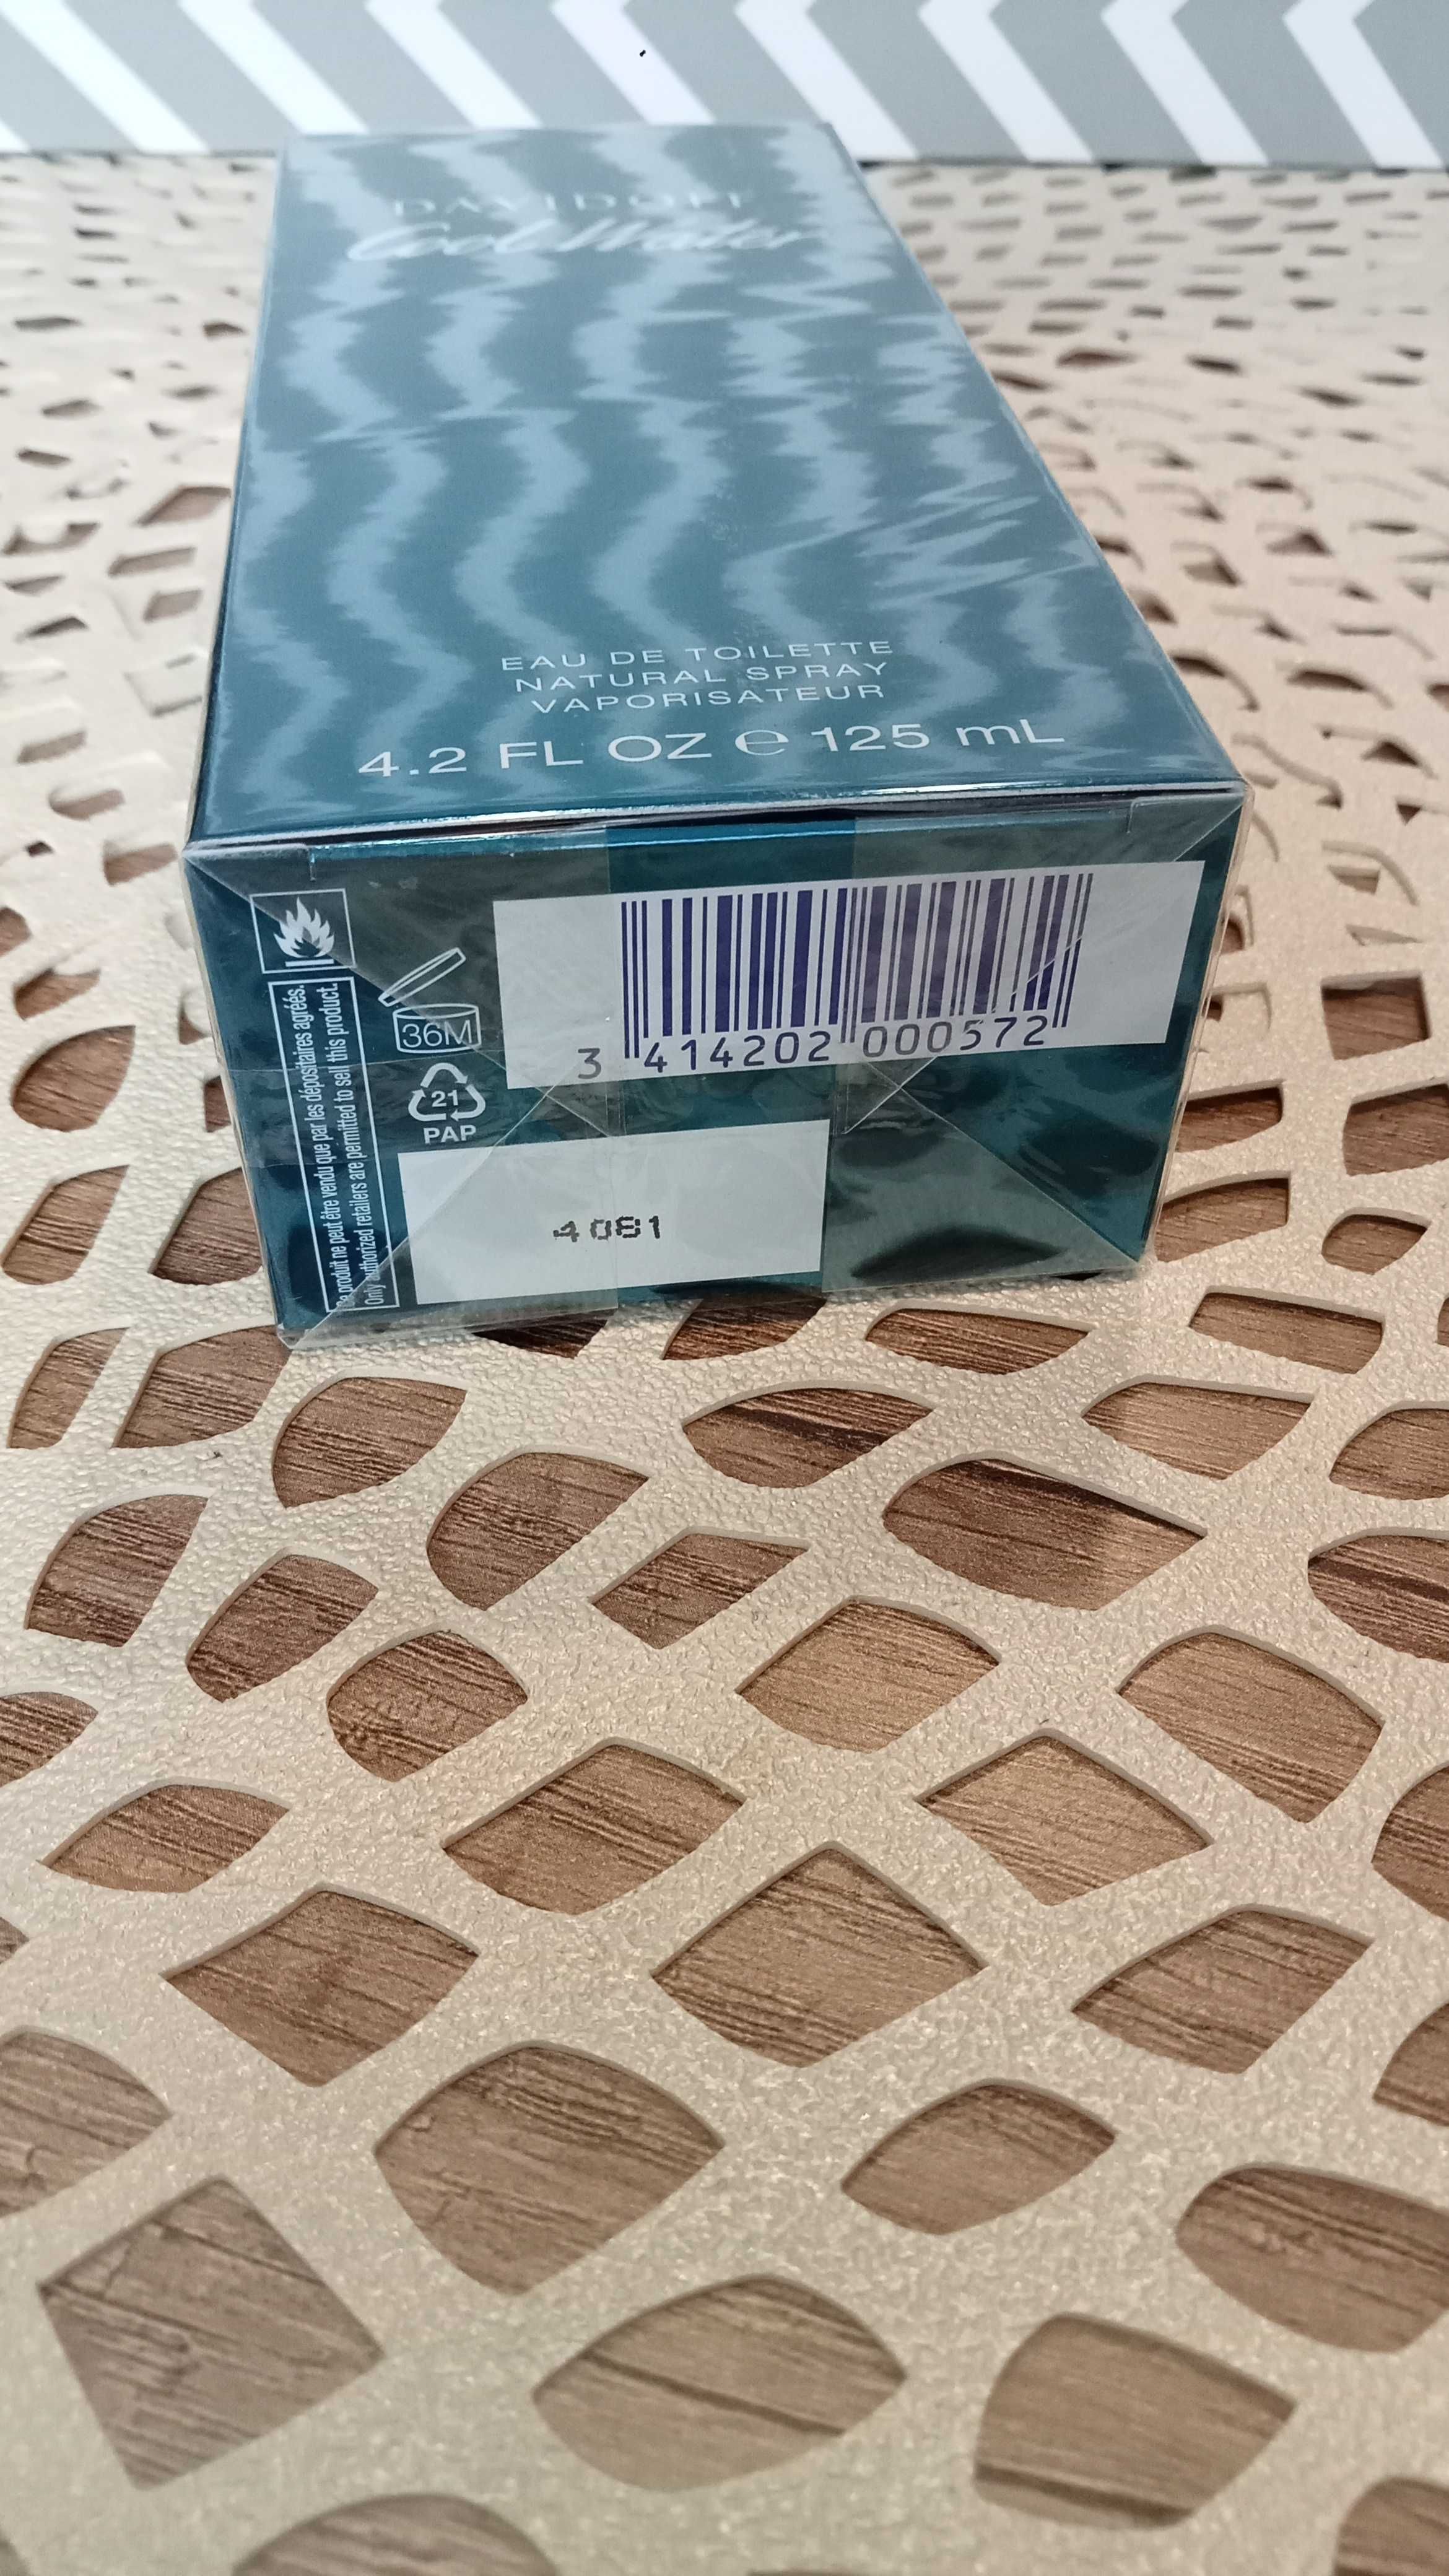 DAVIDOFF
Cool Water
EAU DE TOILETTE
NATURAL SPRAY
VAPORISATEUR
4.2 FL OZ ℮ 125 mL
36M
21
PAP
Ce produit ne peut être vendu que par les dépositaires agréés.
Only authorized retailers are permitted to sell this product.
3 414202 000572
4081